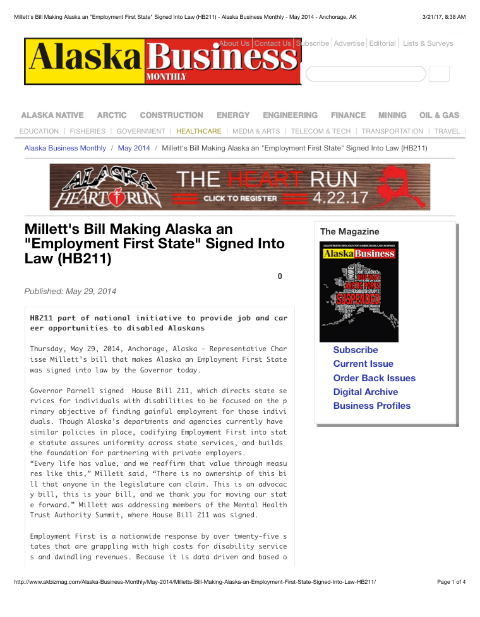 Millett's Bill Making Alaska an "Employment First State" Signed Into Law (HB211) - Alaska Business Monthly - May 2014 - Anchorage, AK 3/21/17, 8:38 AM
About Us Contact Us Subscribe Advertise Editorial Lists & Surveys
Alaska Business
MONTHLY
ALASKA NATIVE ARCTIC CONSTRUCTION ENERGY ENGINEERING FINANCE MINING OIL & GAS
EDUCATION | FISHERIES | GOVERNMENT | HEALTHCARE | MEDIA & ARTS | TELECOM & TECH | TRANSPORTATION | TRAVEL
Alaska Business Monthly / May 2014 / Millett's Bill Making Alaska an "Employment First State" Signed Into Law (HB211)
ALASKA
HEART RUN
THE HEART RUN
CLICK TO REGISTER 4.22.17
Millett's Bill Making Alaska an
"Employment First State" Signed Into
Law (HB211)
0
Published: May 29, 2014
HB211 part of national initiative to provide job and car
eer opportunities to disabled Alaskans
Thursday, May 29, 2014, Anchorage, Alaska – Representative Char
isse Millett's bill that makes Alaska an Employment First State
was signed into law by the Governor today.
Governor Parnell signed House Bill 211, which directs state se
rvices for individuals with disabilities to be focused on the p
rimary objective of finding gainful employment for those indivi
duals. Though Alaska's departments and agencies currently have
similar policies in place, codifying Employment First into stat
e statute assures uniformity across state services, and builds
the foundation for partnering with private employers.
“Every life has value, and we reaffirm that value through measu
res like this,” Millett said, “There is no ownership of this bi
ll that anyone in the legislature can claim. This is an advocac
y bill, this is your bill, and we thank you for moving our stat
e forward.” Millett was addressing members of the Mental Health
Trust Authority Summit, where House Bill 211 was signed.
Employment First is a nationwide response by over twenty-five s
tates that are grappling with high costs for disability service
s and dwindling revenues. Because it is data driven and based o
The Magazine
Alaska Business
Subscribe
Current Issue
Order Back Issues
Digital Archive
Business Profiles
http://www.akbizmag.com/Alaska-Business-Monthly/May-2014/Milletts-Bill-Making-Alaska-an-Employment-First-State-Signed-Into-Law-HB211/ Page 1 of 4